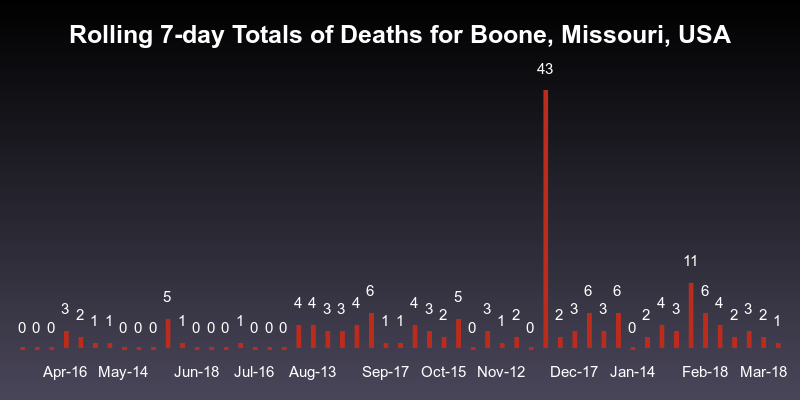 Rolling 7-day Totals of Deaths for Boone, Missouri, USA
43
11
0 0 0 3 2 1 1 0 0 0 5 1 0 0 0 1 0 0 0 4 4 3 3 4 6 1 1 4 3 2 5 0 3 1 2 0 2 3 6 3 6 0 2 4 3 6 4 2 3 2 1
Apr-16 May-14 Jun-18 Jul-16 Aug-13 Sep-17 Oct-15 Nov-12 Dec-17 Jan-14 Feb-18 Mar-18